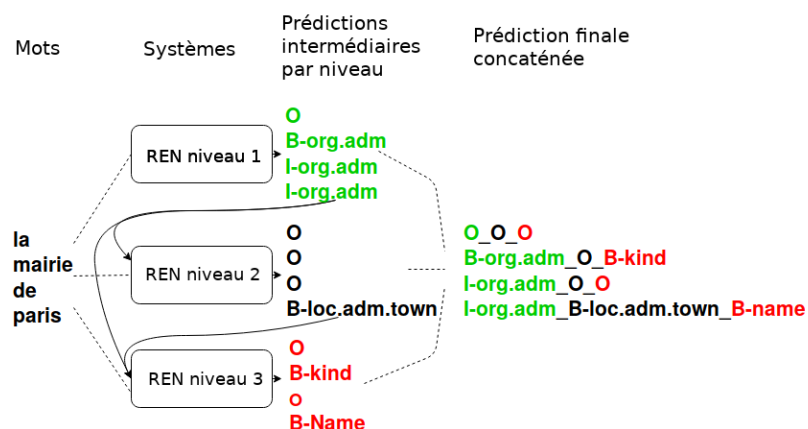 Mots
Systèmes
Prédictions
intermédiaires
par niveau
Prédiction finale
concaténée
la
mairie
de
paris
REN niveau 1
O
B-org.adm
I-org.adm
I-org.adm
REN niveau 2
O
O
O
B-loc.adm.town
REN niveau 3
O
B-kind
O
B-Name
O_O_O
B-org.adm_O_B-kind
I-org.adm_O_O
I-org.adm_B-loc.adm.town_B-name